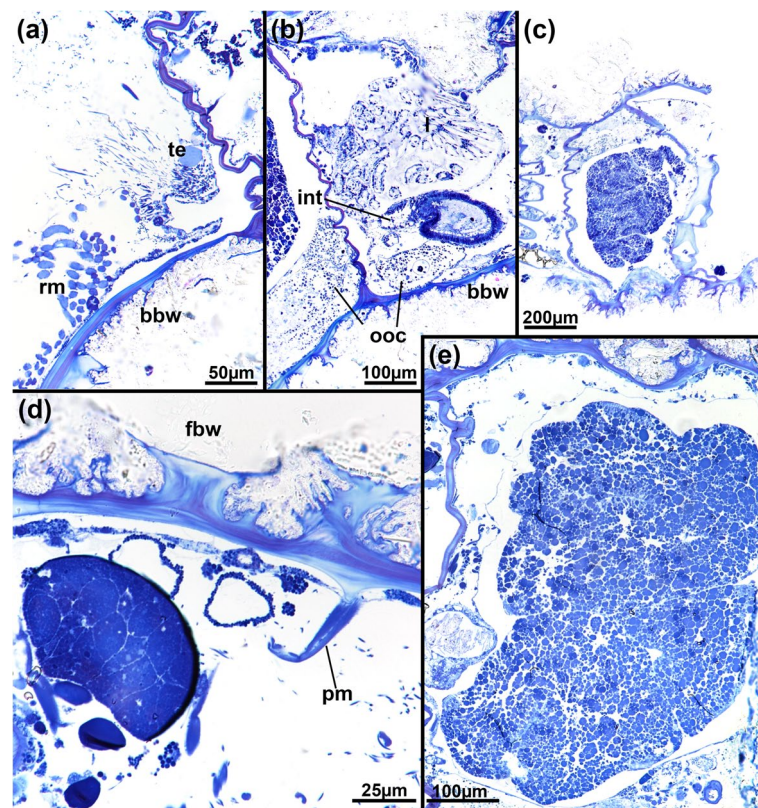 (a)
te
rm
bbw
50µm
(b)
l
int
ooc
bbw
100µm
(c)
200µm
(d)
fbw
pm
25µm
(e)
100µm